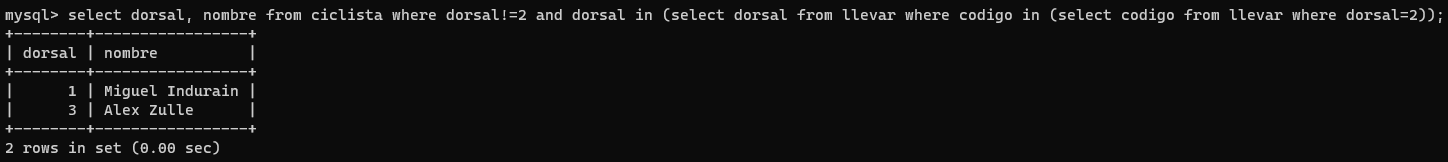 mysql> select dorsal, nombre from ciclista where dorsal!=2 and dorsal in (select dorsal from llevar where codigo in (select codigo from llevar where dorsal=2));
+--------+-----------------+
| dorsal | nombre          |
+--------+-----------------+
|      1 | Miguel Indurain |
|      3 | Alex Zulle      |
+--------+-----------------+
2 rows in set (0.00 sec)